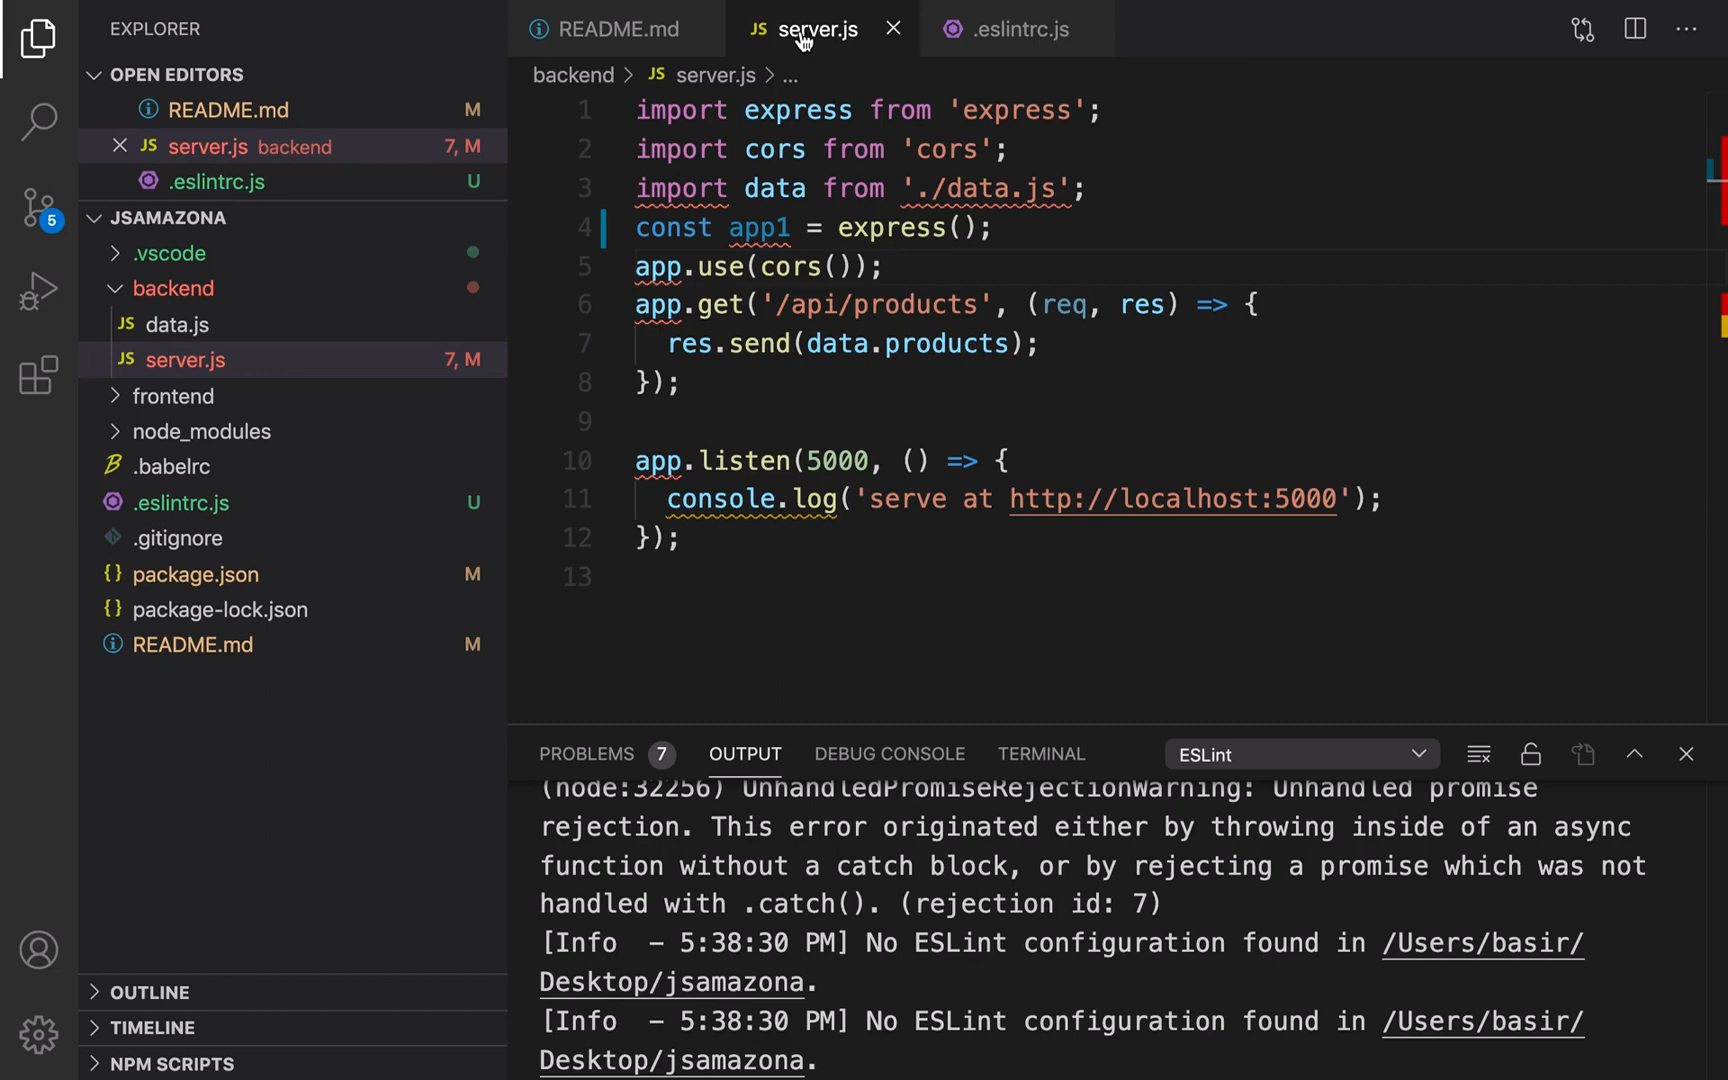 EXPLORER
OPEN EDITORS
README.md M
server.js backend 7, M
.eslintrc.js U
JSAMAZONA
.vscode
backend
JS data.js
JS server.js 7, M
frontend
node_modules
.babelrc
.eslintrc.js U
.gitignore
{} package.json M
{} package-lock.json
README.md M
OUTLINE
TIMELINE
NPM SCRIPTS
5
README.md JS server.js .eslintrc.js
backend > JS server.js > ...
1 import express from 'express';
2 import cors from 'cors';
3 import data from './data.js';
4 const app1 = express();
5 app.use(cors());
6 app.get('/api/products', (req, res) => {
7 res.send(data.products);
8 });
9
10 app.listen(5000, () => {
11 console.log('serve at http://localhost:5000');
12 });
13
PROBLEMS 7 OUTPUT DEBUG CONSOLE TERMINAL ESLint
(node:32256) UnhandledPromiseRejectionWarning: Unhandled promise
rejection. This error originated either by throwing inside of an async
function without a catch block, or by rejecting a promise which was not
handled with .catch(). (rejection id: 7)
[Info - 5:38:30 PM] No ESLint configuration found in /Users/basir/
Desktop/jsamazona.
[Info - 5:38:30 PM] No ESLint configuration found in /Users/basir/
Desktop/jsamazona.